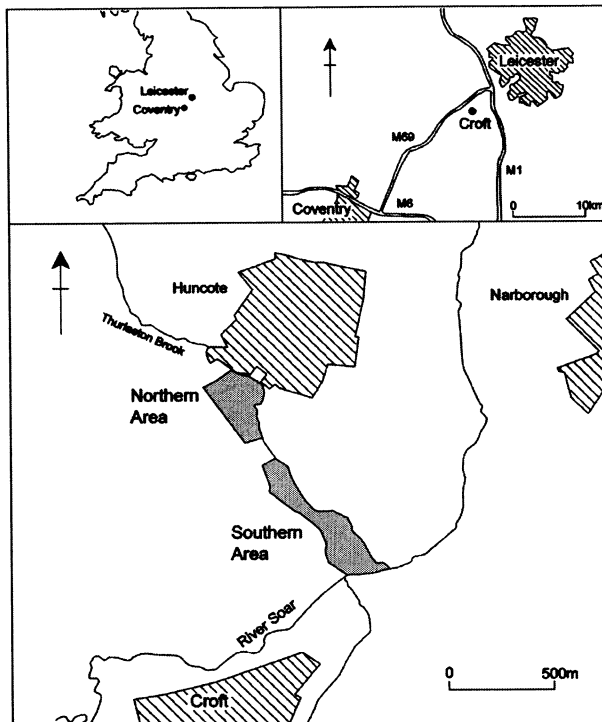 Leicester
Coventry
Leicester
Croft
M69
M1
Coventry
M6
0 10km
Huncote
Narborough
Thurlaston Brook
Northern
Area
Southern
Area
River Soar
Croft
0 500m